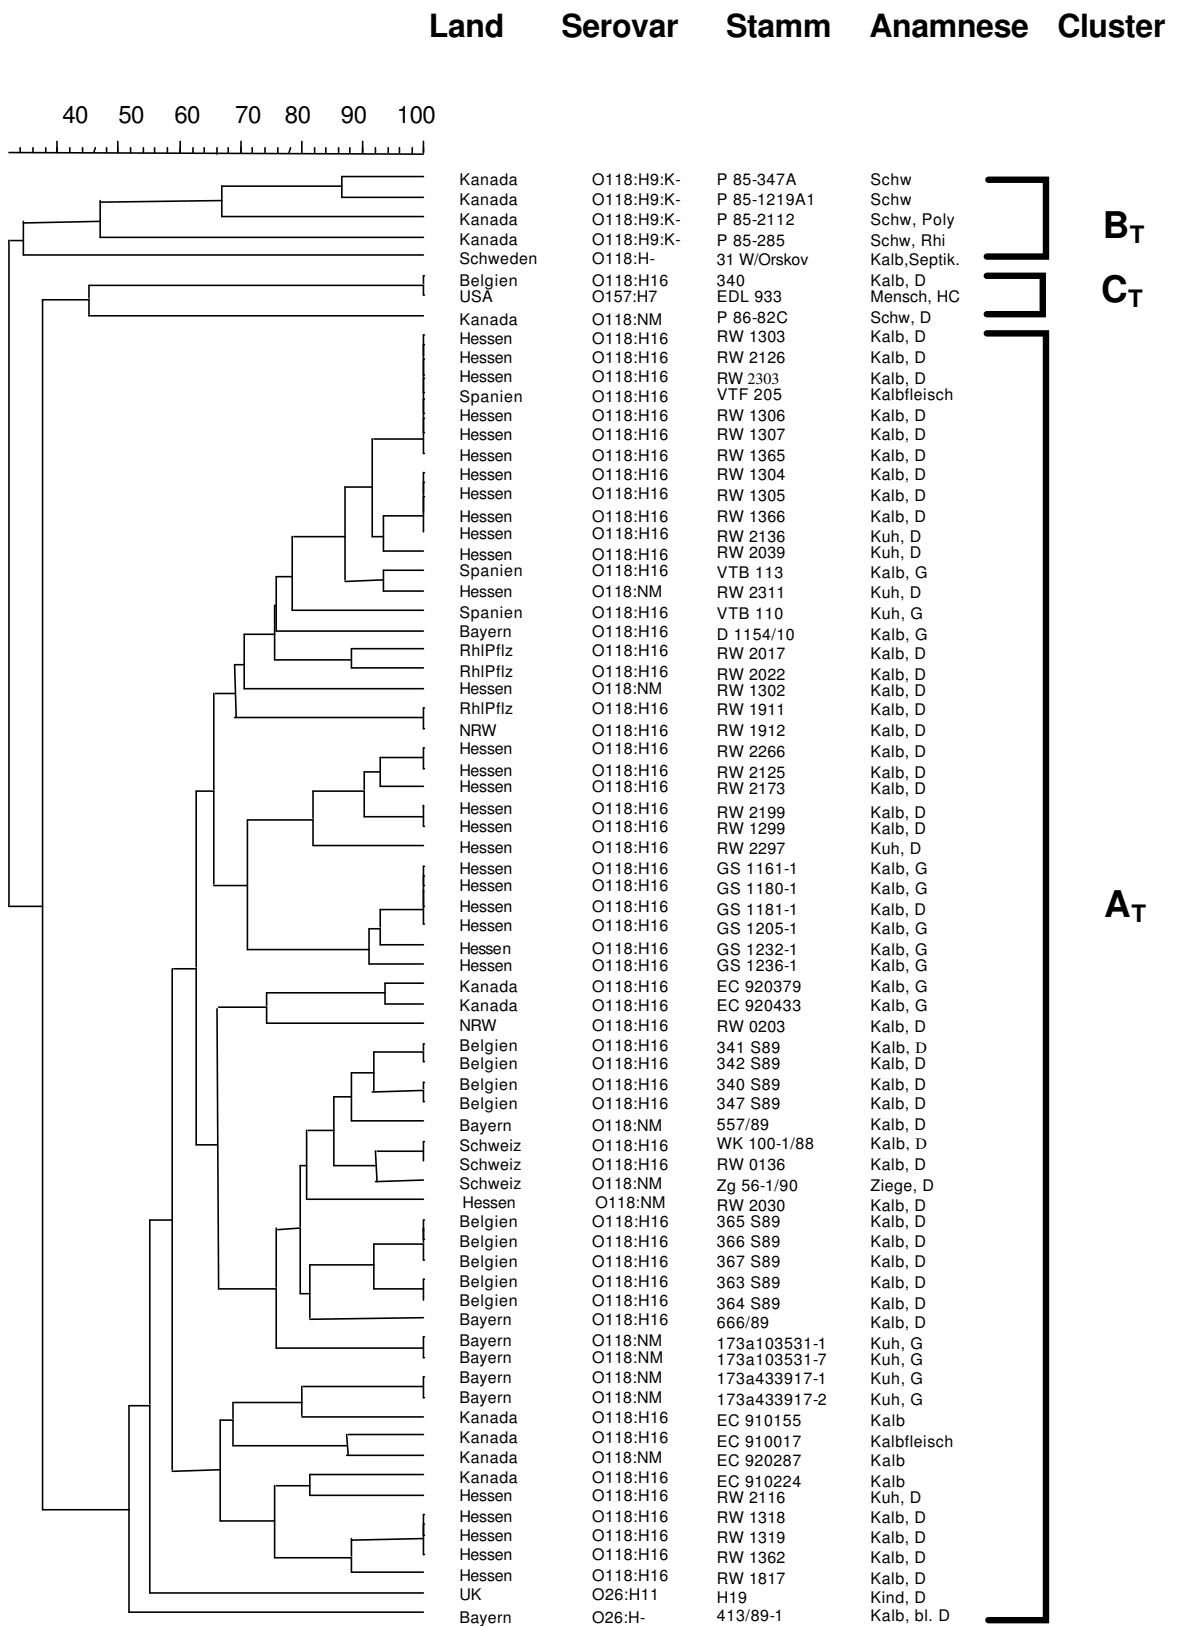 Land Serovar Stamm Anamnese Cluster
40 50 60 70 80 90 100
Kanada O118:H9:K- P 85-347A Schw
Kanada O118:H9:K- P 85-1219A1 Schw
Kanada O118:H9:K- P 85-2112 Schw, Poly
BT
Kanada O118:H9:K- P 85-285 Schw, Rhi
Schweden O118:H- 31 W/Orskov Kalb,Septik.
Belgien O118:H16 340 Kalb, D
CT
USA O157:H7 EDL 933 Mensch, HC
Kanada O118:NM P 86-82C Schw, D
Hessen O118:H16 RW 1303 Kalb, D
Hessen O118:H16 RW 2126 Kalb, D
Hessen O118:H16 RW 2303 Kalb, D
Spanien O118:H16 VTF 205 Kalbfleisch
Hessen O118:H16 RW 1306 Kalb, D
Hessen O118:H16 RW 1307 Kalb, D
Hessen O118:H16 RW 1365 Kalb, D
Hessen O118:H16 RW 1304 Kalb, D
Hessen O118:H16 RW 1305 Kalb, D
Hessen O118:H16 RW 1366 Kalb, D
Hessen O118:H16 RW 2136 Kuh, D
Hessen O118:H16 RW 2039 Kuh, D
Spanien O118:H16 VTB 113 Kalb, G
Hessen O118:NM RW 2311 Kuh, D
Spanien O118:H16 VTB 110 Kuh, G
Bayern O118:H16 D 1154/10 Kalb, G
RhlPflz O118:H16 RW 2017 Kalb, D
RhlPflz O118:H16 RW 2022 Kalb, D
Hessen O118:NM RW 1302 Kalb, D
RhlPflz O118:H16 RW 1911 Kalb, D
NRW O118:H16 RW 1912 Kalb, D
Hessen O118:H16 RW 2266 Kalb, D
Hessen O118:H16 RW 2125 Kalb, D
Hessen O118:H16 RW 2173 Kalb, D
Hessen O118:H16 RW 2199 Kalb, D
Hessen O118:H16 RW 1299 Kalb, D
Hessen O118:H16 RW 2297 Kuh, D
Hessen O118:H16 GS 1161-1 Kalb, G
Hessen O118:H16 GS 1180-1 Kalb, G
Hessen O118:H16 GS 1181-1 Kalb, D
AT
Hessen O118:H16 GS 1205-1 Kalb, G
Hessen O118:H16 GS 1232-1 Kalb, G
Hessen O118:H16 GS 1236-1 Kalb, G
Kanada O118:H16 EC 920379 Kalb, G
Kanada O118:H16 EC 920433 Kalb, G
NRW O118:H16 RW 0203 Kalb, D
Belgien O118:H16 341 S89 Kalb, D
Belgien O118:H16 342 S89 Kalb, D
Belgien O118:H16 340 S89 Kalb, D
Belgien O118:H16 347 S89 Kalb, D
Bayern O118:NM 557/89 Kalb, D
Schweiz O118:H16 WK 100-1/88 Kalb, D
Schweiz O118:H16 RW 0136 Kalb, D
Schweiz O118:NM Zg 56-1/90 Ziege, D
Hessen O118:NM RW 2030 Kalb, D
Belgien O118:H16 365 S89 Kalb, D
Belgien O118:H16 366 S89 Kalb, D
Belgien O118:H16 367 S89 Kalb, D
Belgien O118:H16 363 S89 Kalb, D
Belgien O118:H16 364 S89 Kalb, D
Bayern O118:H16 666/89 Kalb, D
Bayern O118:NM 173a103531-1 Kuh, G
Bayern O118:NM 173a103531-7 Kuh, G
Bayern O118:NM 173a433917-1 Kuh, G
Bayern O118:NM 173a433917-2 Kuh, G
Kanada O118:H16 EC 910155 Kalb
Kanada O118:H16 EC 910017 Kalbfleisch
Kanada O118:NM EC 920287 Kalb
Kanada O118:H16 EC 910224 Kalb
Hessen O118:H16 RW 2116 Kuh, D
Hessen O118:H16 RW 1318 Kalb, D
Hessen O118:H16 RW 1319 Kalb, D
Hessen O118:H16 RW 1362 Kalb, D
Hessen O118:H16 RW 1817 Kalb, D
UK O26:H11 H19 Kind, D
Bayern O26:H- 413/89-1 Kalb, bl. D